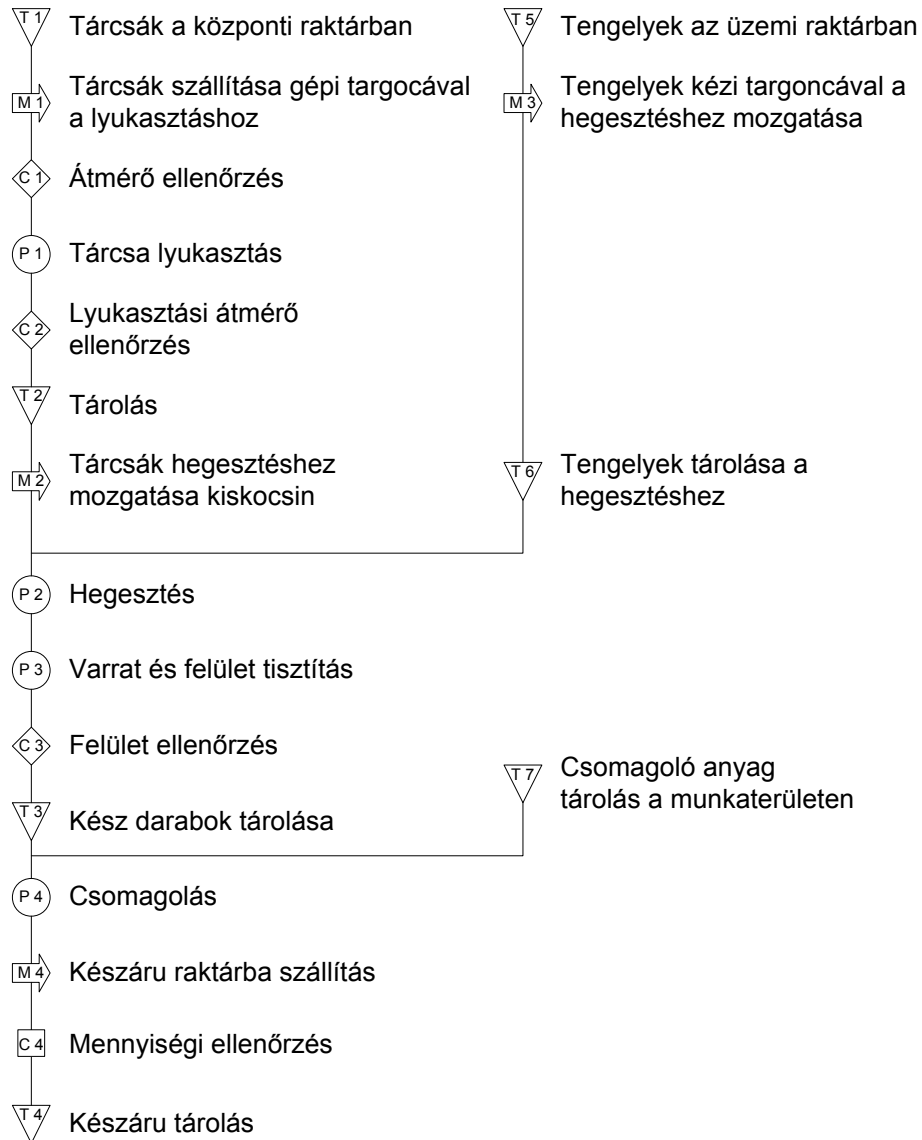 T 1 Tárcsák a központi raktárban
T 5 Tengelyek az üzemi raktárban
M 1 Tárcsák szállítása gépi targocával
a lyukasztáshoz
M 3 Tengelyek kézi targoncával a
hegesztéshez mozgatása
C 1 Átmérő ellenőrzés
P 1 Tárcsa lyukasztás
C 2 Lyukasztási átmérő
ellenőrzés
T 2 Tárolás
M 2 Tárcsák hegesztéshez
mozgatása kiskocsin
T 6 Tengelyek tárolása a
hegesztéshez
P 2 Hegesztés
P 3 Varrat és felület tisztítás
C 3 Felület ellenőrzés
T 7 Csomagoló anyag
tárolás a munkaterületen
T 3 Kész darabok tárolása
P 4 Csomagolás
M 4 Készáru raktárba szállítás
C 4 Mennyiségi ellenőrzés
T 4 Készáru tárolás